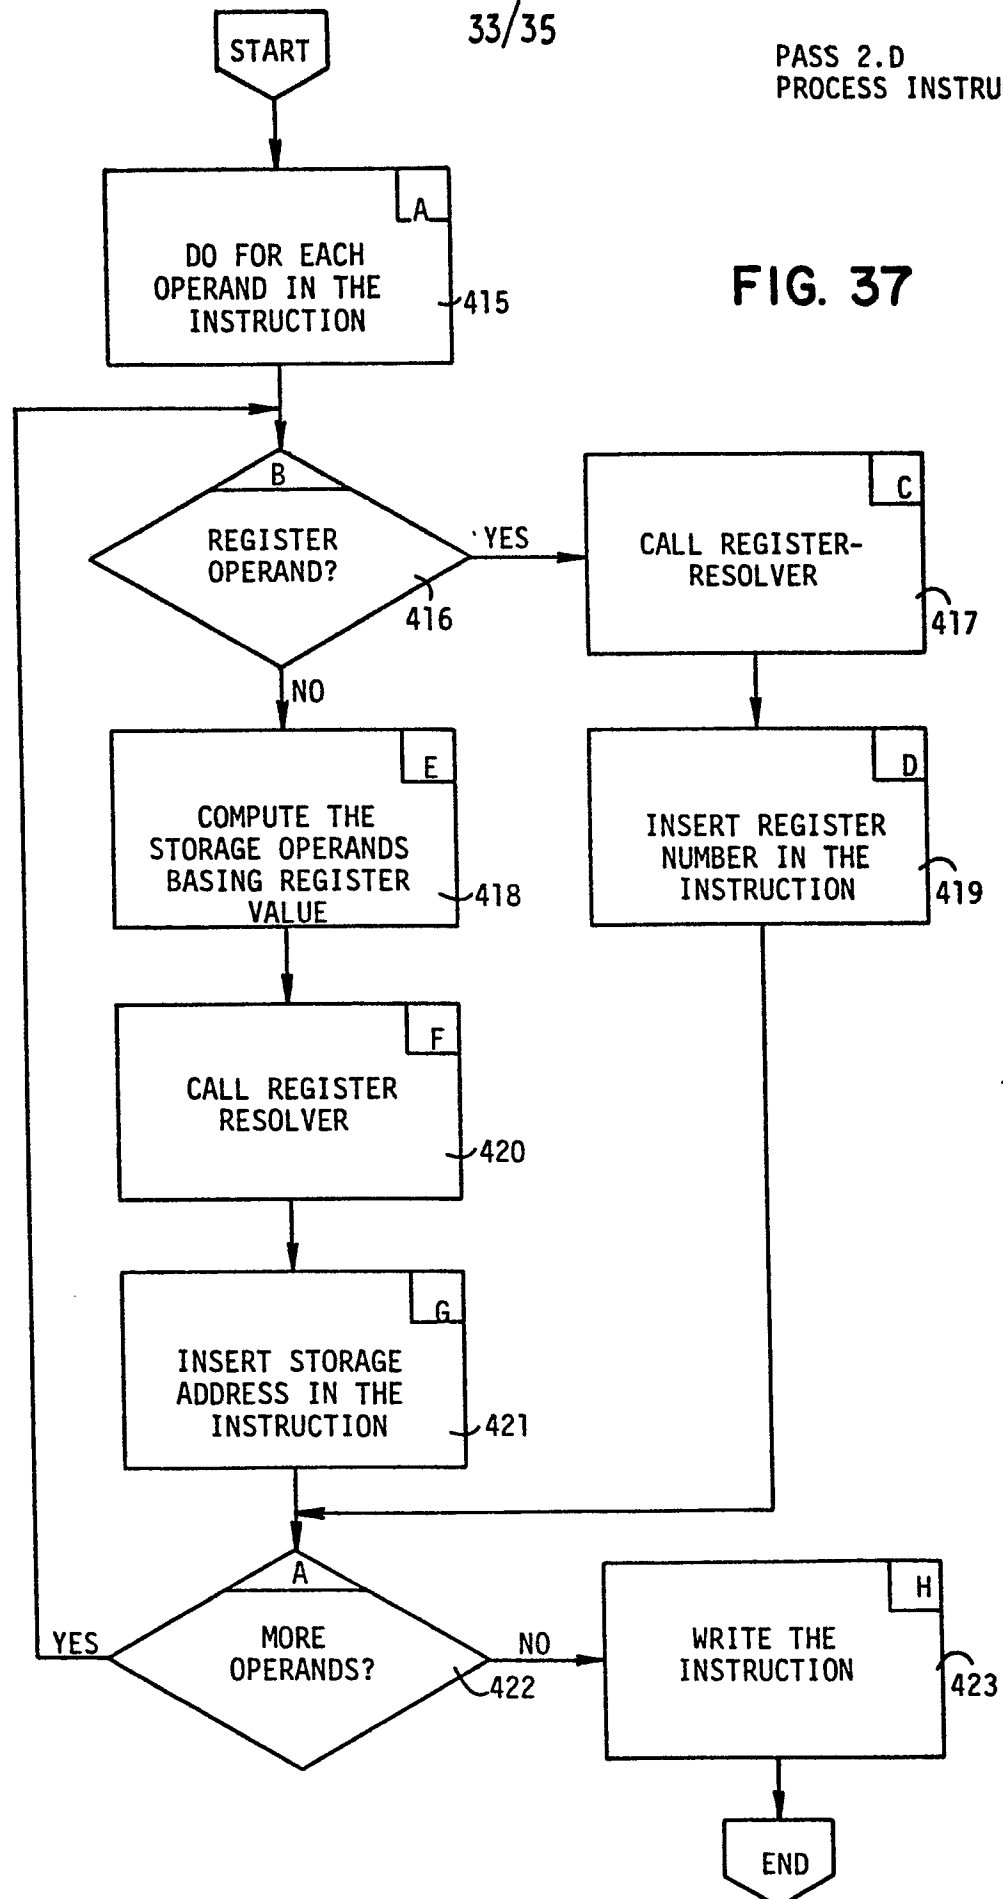 33/35
PASS 2.D
PROCESS INSTRU
FIG. 37
START
A
DO FOR EACH
OPERAND IN THE
INSTRUCTION
415
B
REGISTER
OPERAND?
416
YES
NO
C
CALL REGISTER-
RESOLVER
417
D
INSERT REGISTER
NUMBER IN THE
INSTRUCTION
419
E
COMPUTE THE
STORAGE OPERANDS
BASING REGISTER
VALUE
418
F
CALL REGISTER
RESOLVER
420
G
INSERT STORAGE
ADDRESS IN THE
INSTRUCTION
421
A
MORE
OPERANDS?
422
YES
NO
H
WRITE THE
INSTRUCTION
423
END